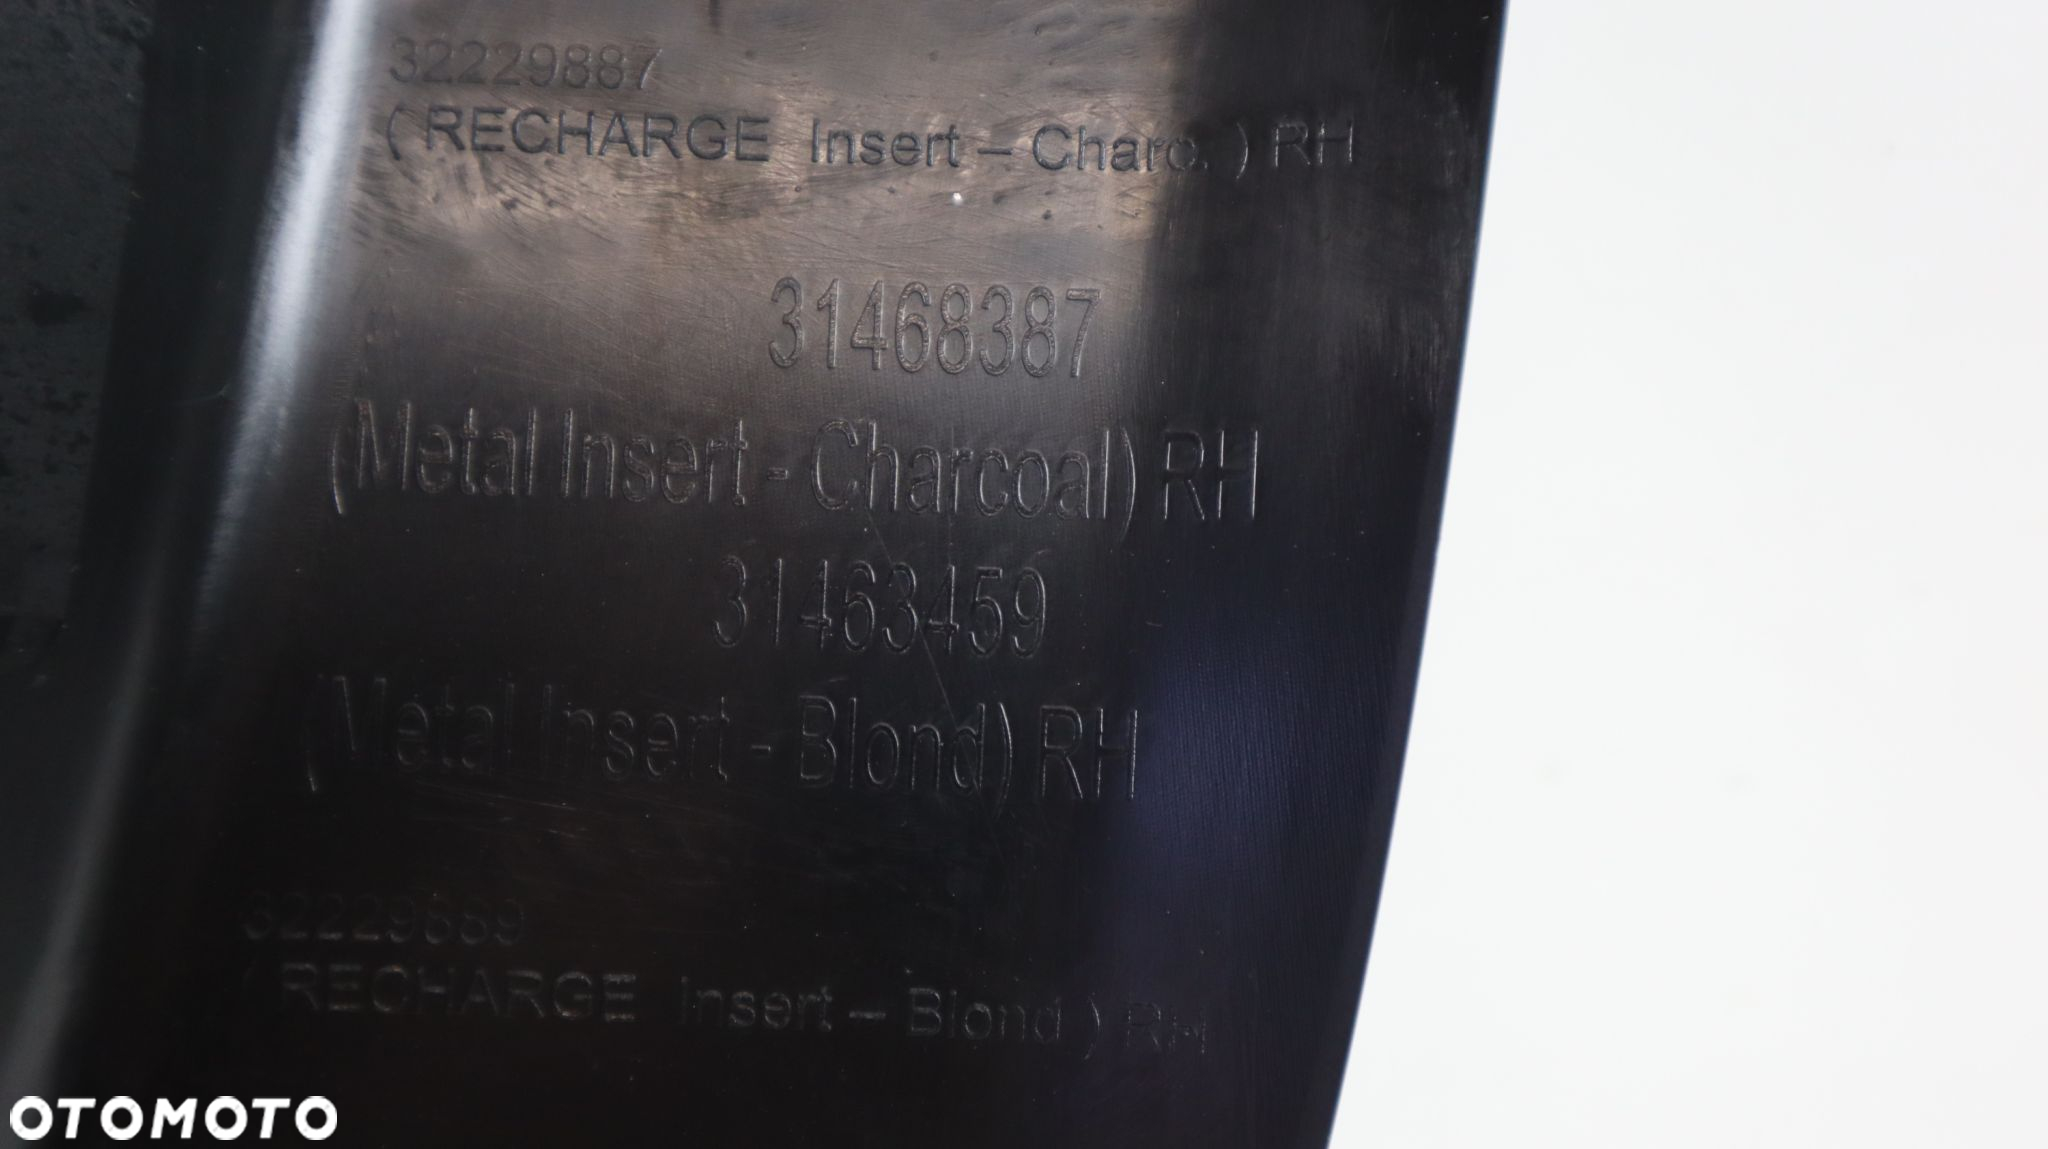 32229887
( RECHARGE Insert – Charc. ) RH
31468387
(Metal Insert - Charcoal) RH
31463459
(Metal Insert - Blond) RH
32229889
( RECHARGE Insert – Blond ) RH
OTOMOTO